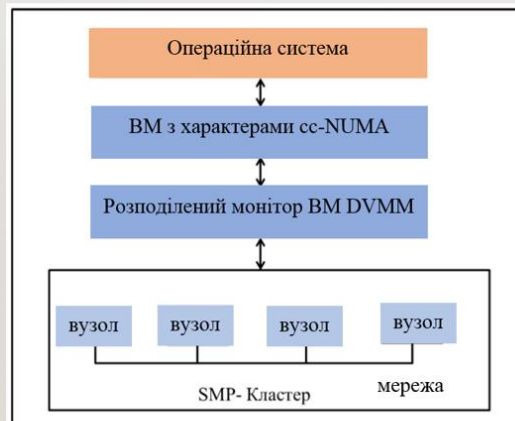 Операційна система
ВМ з характерами cc-NUMA
Розподілений монітор ВМ DVMM
вузол вузол вузол вузол
SMP- Кластер мережа